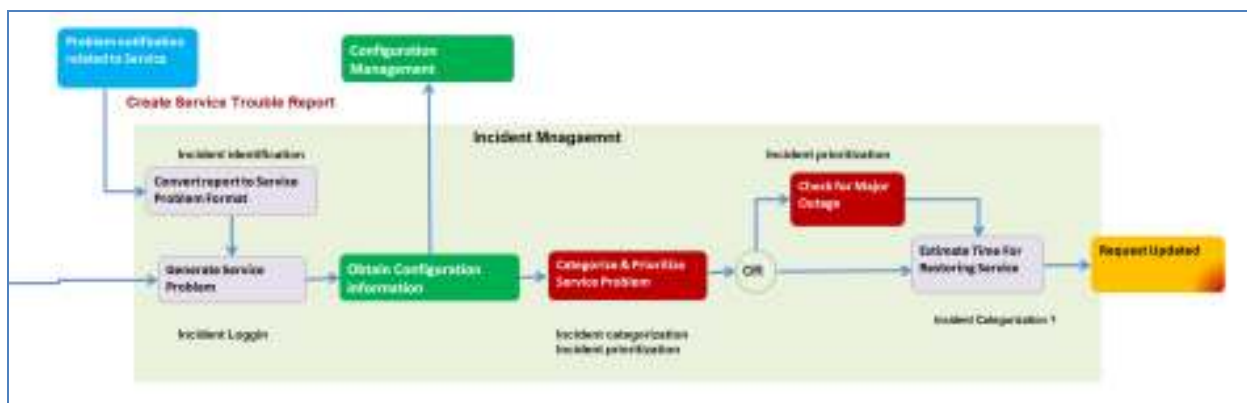 Problem notification
related to Service
Configuration
Management
Create Service Trouble Report
Incident Mnagaemnt
Incident identification
Incident prioritization
Convert report to Service
Problem Format
Check for Major
Outage
Generate Service
Problem
Obtain Configuration
information
Categorize & Prioritize
Service Problem
OR
Estimate Time For
Restoring Service
Request Updated
Incident Loggin
Incident categorization
Incident prioritization
Incident Categorization ?